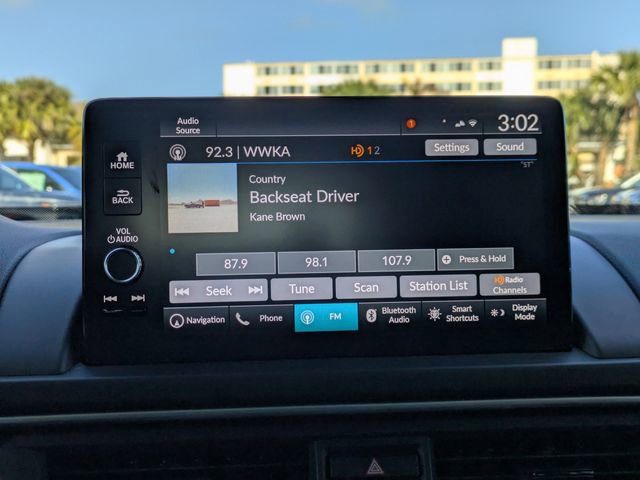 Audio
Source
1
3:02
HOME
92.3 | WWKA
HD 1 2
Settings
Sound
"ST"
BACK
Country
Backseat Driver
Kane Brown
VOL
AUDIO
87.9
98.1
107.9
Press & Hold
Seek
Tune
Scan
Station List
HD Radio
Channels
Navigation
Phone
FM
Bluetooth
Audio
Smart
Shortcuts
Display
Mode